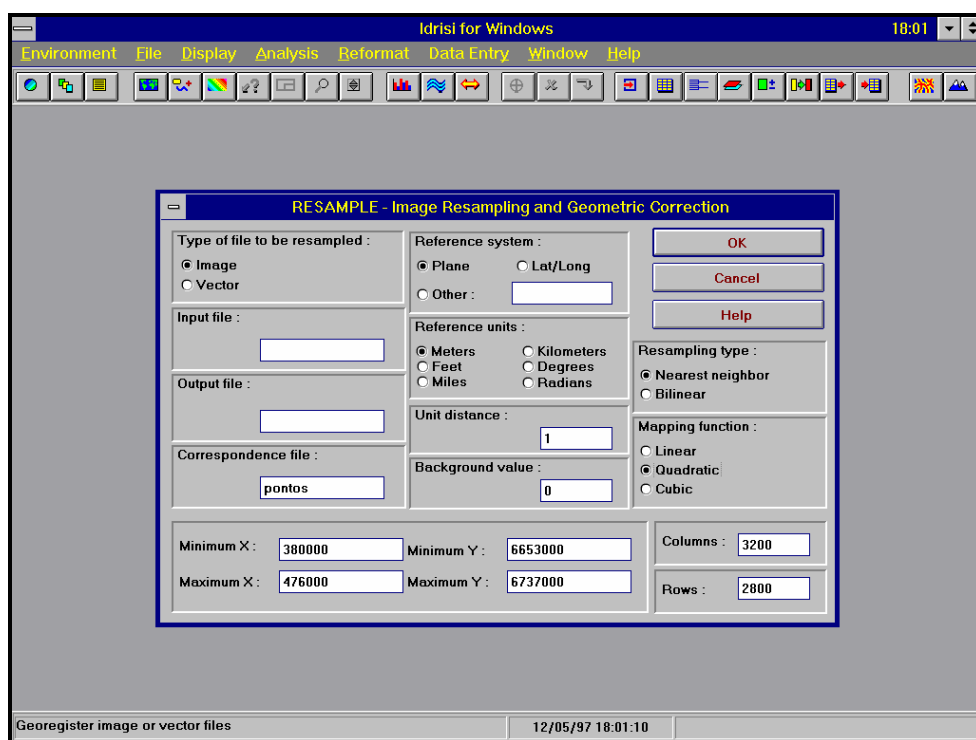 Idrisi for Windows 18:01
Environment File Display Analysis Reformat Data Entry Window Help
RESAMPLE - Image Resampling and Geometric Correction
Type of file to be resampled :
Image
Vector
Input file :
Output file :
Correspondence file :
pontos
Reference system :
Plane Lat/Long
Other :
Reference units :
Meters Kilometers
Feet Degrees
Miles Radians
Unit distance :
1
Background value :
0
OK
Cancel
Help
Resampling type :
Nearest neighbor
Bilinear
Mapping function :
Linear
Quadratic
Cubic
Minimum X : 380000 Minimum Y : 6653000
Maximum X : 476000 Maximum Y : 6737000
Columns : 3200
Rows : 2800
Georegister image or vector files 12/05/97 18:01:10